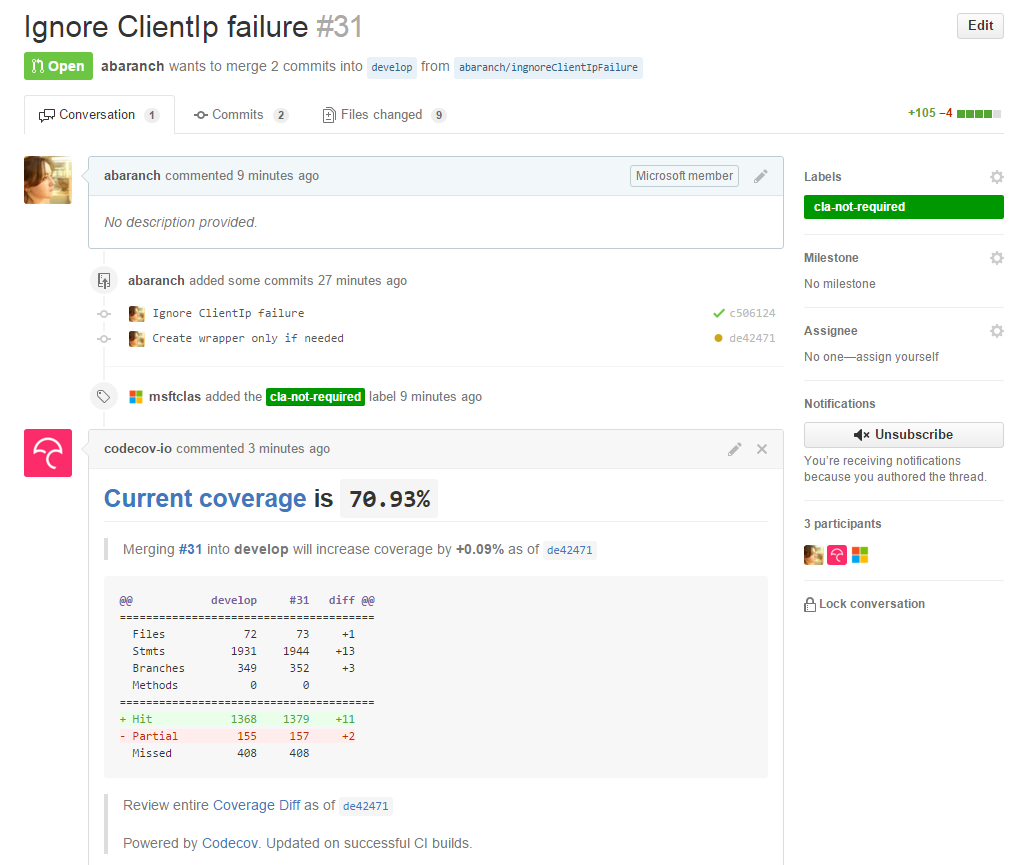 Ignore ClientIp failure #31
Edit
Open abaranch wants to merge 2 commits into develop from abaranch/ingnoreClientIpFailure
Conversation 1 Commits 2 Files changed 9 +105 −4
abaranch commented 9 minutes ago Microsoft member
No description provided.
abaranch added some commits 27 minutes ago
Ignore ClientIp failure c506124
Create wrapper only if needed de42471
msftclas added the cla-not-required label 9 minutes ago
codecov-io commented 3 minutes ago
Current coverage is 70.93%
Merging #31 into develop will increase coverage by +0.09% as of de42471
@@ develop #31 diff @@
=======================================
Files 72 73 +1
Stmts 1931 1944 +13
Branches 349 352 +3
Methods 0 0
=======================================
+ Hit 1368 1379 +11
- Partial 155 157 +2
Missed 408 408
Review entire Coverage Diff as of de42471
Powered by Codecov. Updated on successful CI builds.
Labels
cla-not-required
Milestone
No milestone
Assignee
No one—assign yourself
Notifications
Unsubscribe
You're receiving notifications
because you authored the thread.
3 participants
Lock conversation